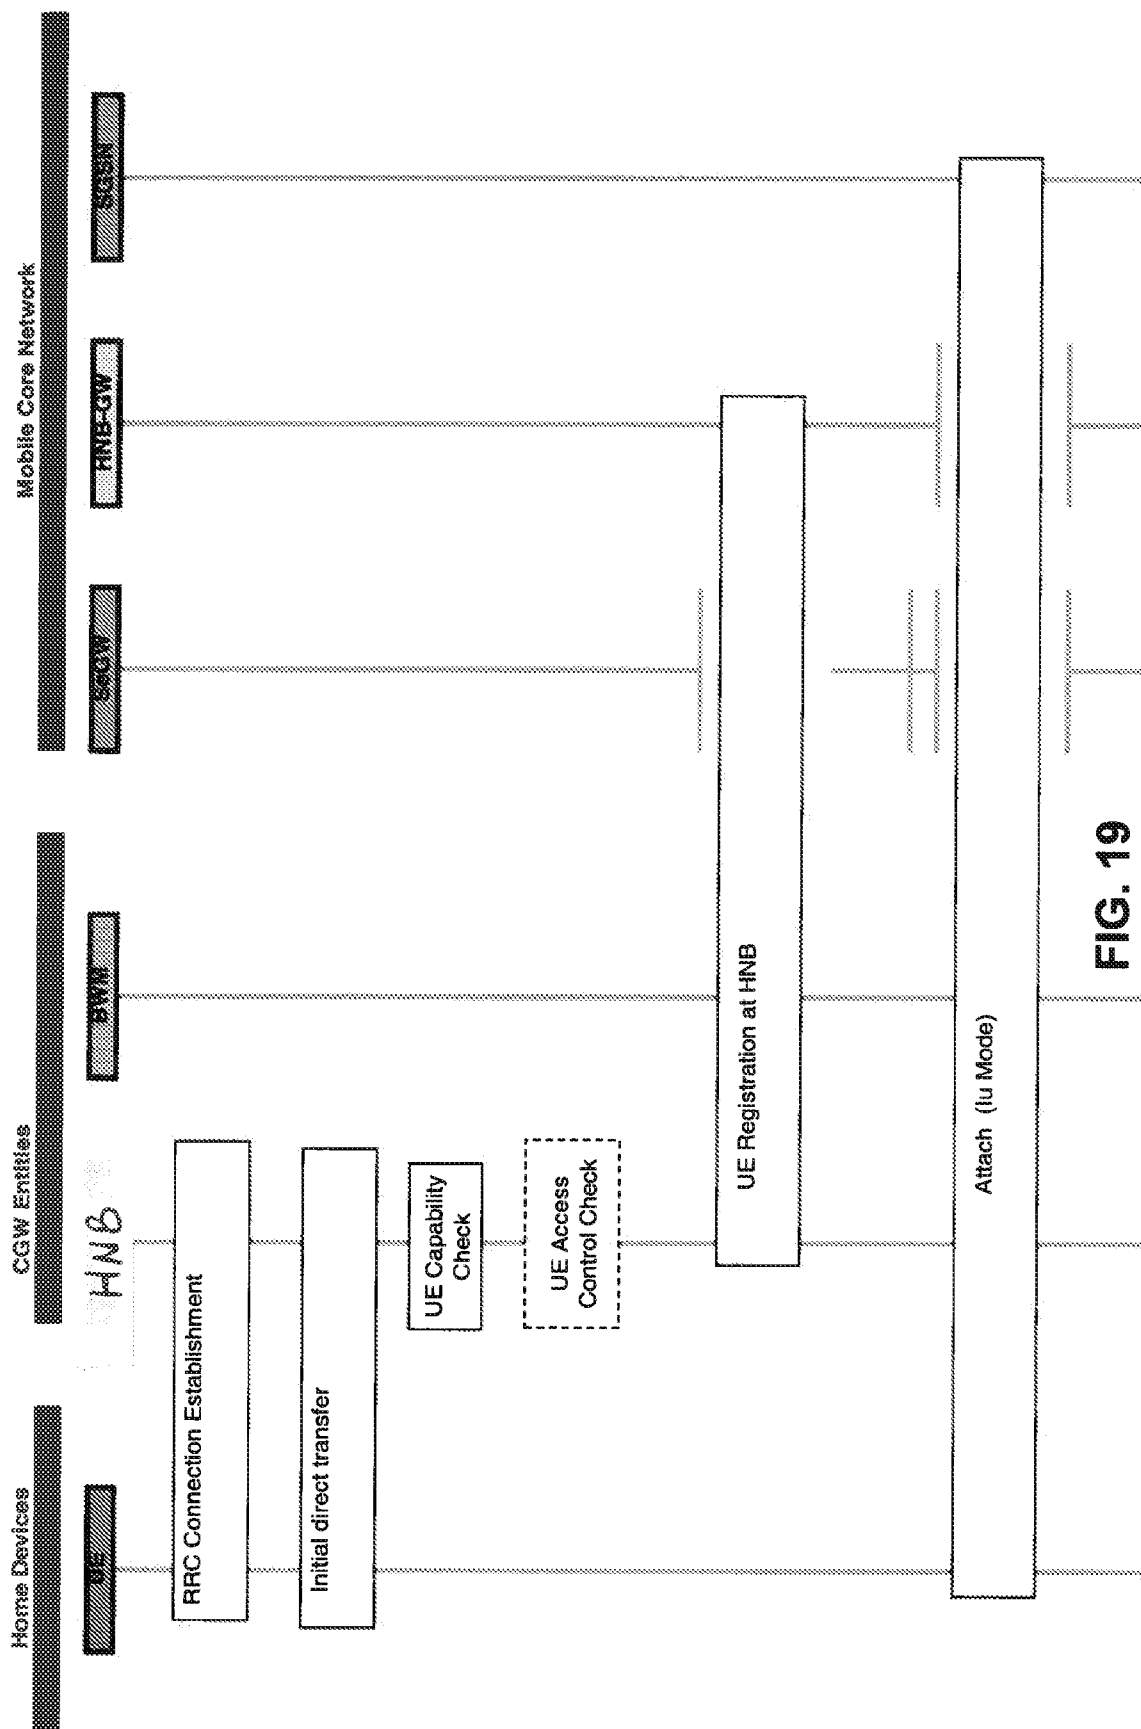 Home Devices
CGW Entities
Mobile Core Network
UE
HNB
BWM
SeGW
HNB-GW
SGSN
RRC Connection Establishment
Initial direct transfer
UE Capability
Check
UE Access
Control Check
UE Registration at HNB
Attach (Iu Mode)
FIG. 19